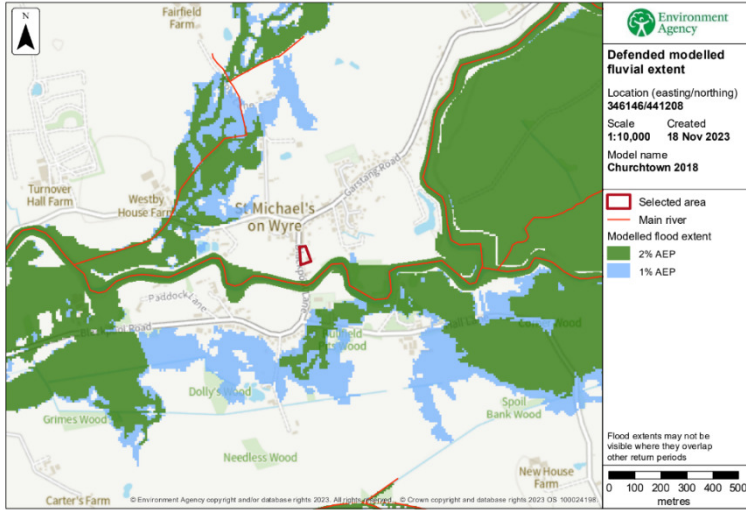 N
Fairfield
Farm
Turnover
Hall Farm
Westby
House Farm
St Michael's
on Wyre
Garstang Road
Paddock Lane
Road
Wood
Dolly's Wood
Grimes Wood
Spoil
Bank Wood
Needless Wood
New House
Farm
Carter's Farm
© Environment Agency copyright and/or database rights 2023. All rights reserved. © Crown copyright and database rights 2023 OS 100024198.
Environment
Agency
Defended modelled
fluvial extent
Location (easting/northing)
346146/441208
Scale Created
1:10,000 18 Nov 2023
Model name
Churchtown 2018
Selected area
Main river
Modelled flood extent
2% AEP
1% AEP
Flood extents may not be
visible where they overlap
other return periods
0 100 200 300 400 500
metres